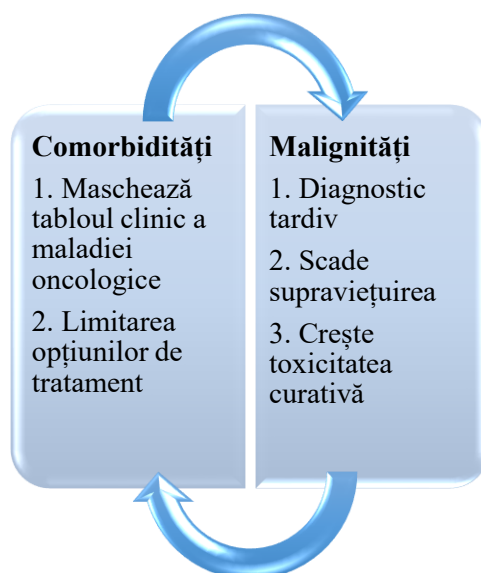 Comorbidități
1. Maschează
tabloul clinic a
maladiei
oncologice
2. Limitarea
opțiunilor de
tratament
Malignități
1. Diagnostic
tardiv
2. Scade
supraviețuirea
3. Crește
toxicitatea
curativă